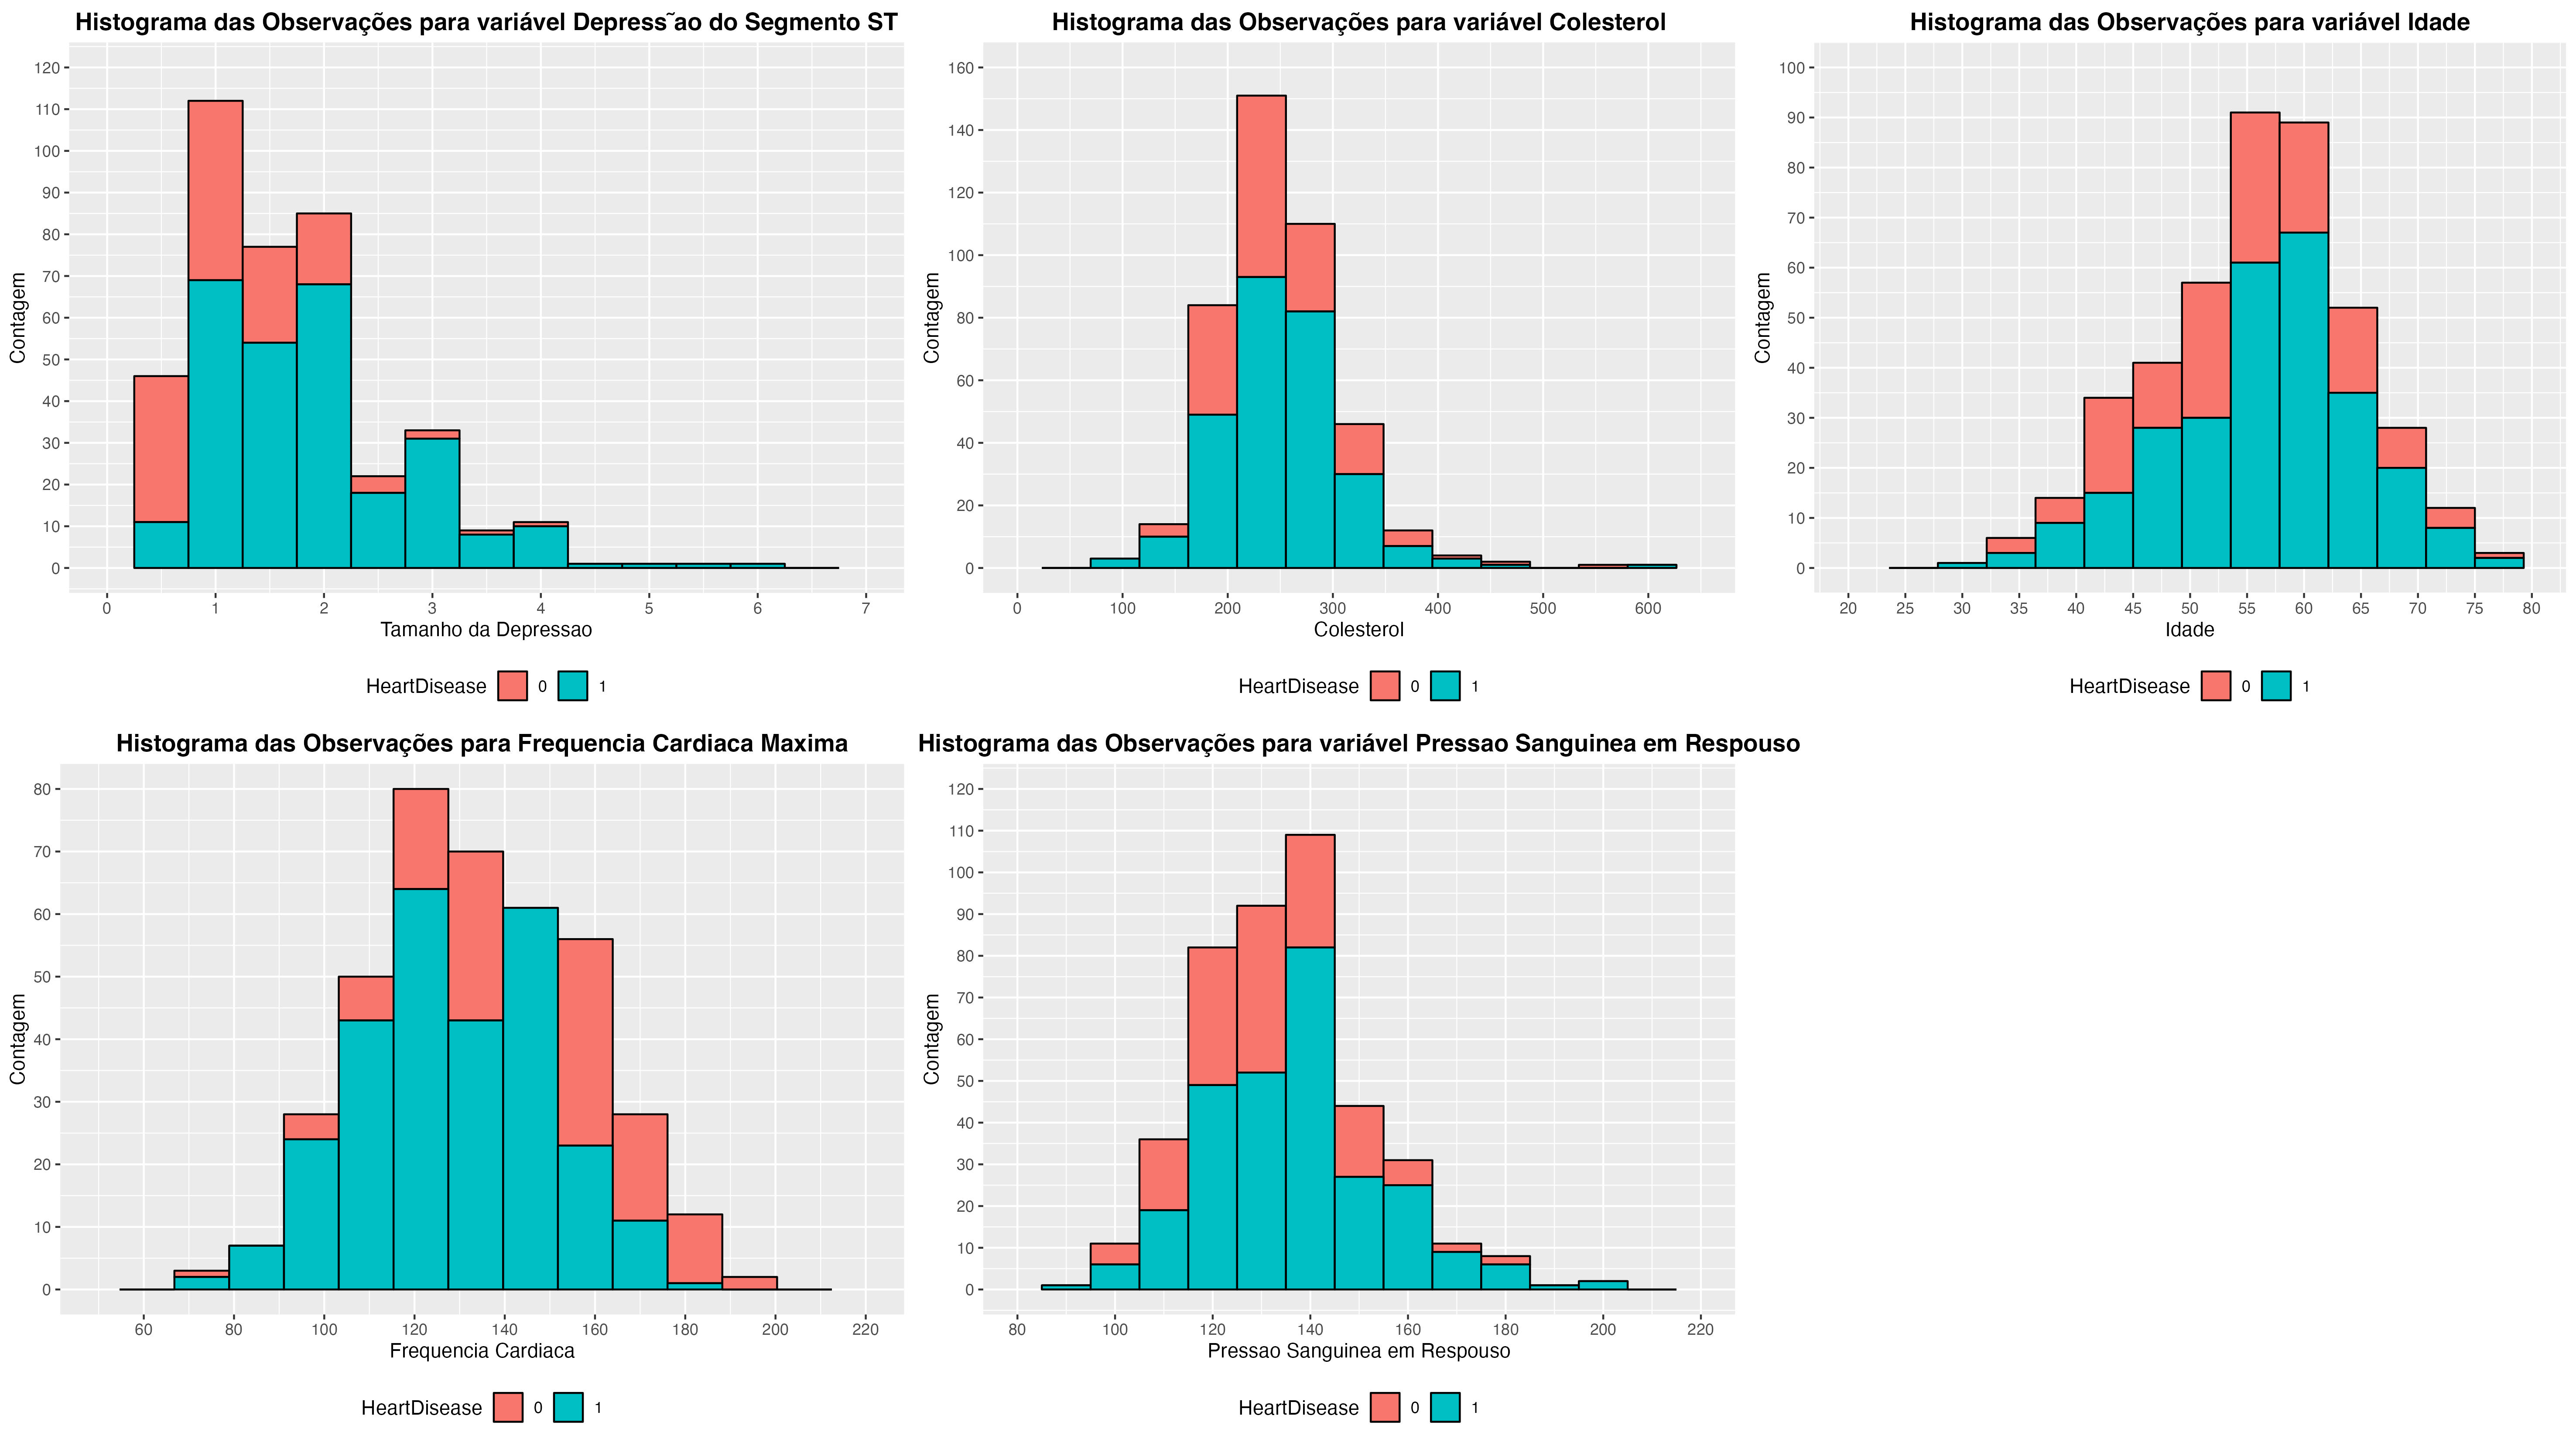 Histograma das Observações para variável Depress˜ao do Segmento ST
120
110
100
90
80
70
60
50
40
30
20
10
0
Contagem
0 1 2 3 4 5 6 7
Tamanho da Depressao
HeartDisease 0 1
Histograma das Observações para variável Colesterol
160
140
120
100
80
60
40
20
0
Contagem
0 100 200 300 400 500 600
Colesterol
HeartDisease 0 1
Histograma das Observações para variável Idade
100
90
80
70
60
50
40
30
20
10
0
Contagem
20 25 30 35 40 45 50 55 60 65 70 75 80
Idade
HeartDisease 0 1
Histograma das Observações para Frequencia Cardiaca Maxima
80
70
60
50
40
30
20
10
0
Contagem
60 80 100 120 140 160 180 200 220
Frequencia Cardiaca
HeartDisease 0 1
Histograma das Observações para variável Pressao Sanguinea em Respouso
120
110
100
90
80
70
60
50
40
30
20
10
0
Contagem
80 100 120 140 160 180 200 220
Pressao Sanguinea em Respouso
HeartDisease 0 1